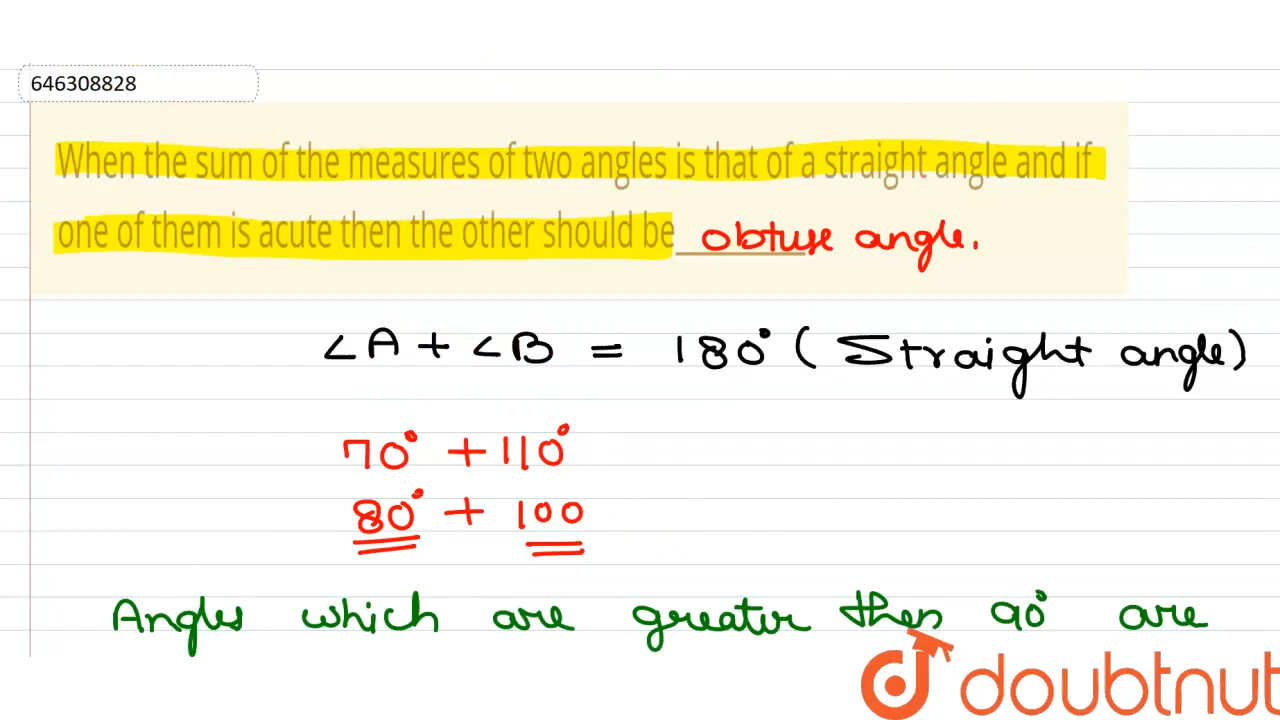 646308828
When the sum of the measures of two angles is that of a straight angle and if
one of them is acute then the other should be obtuse angle.
∠A + ∠B = 180° (Straight angle)
70° + 110°
80° + 100
Angles which are greater then 90° are
doubtnut